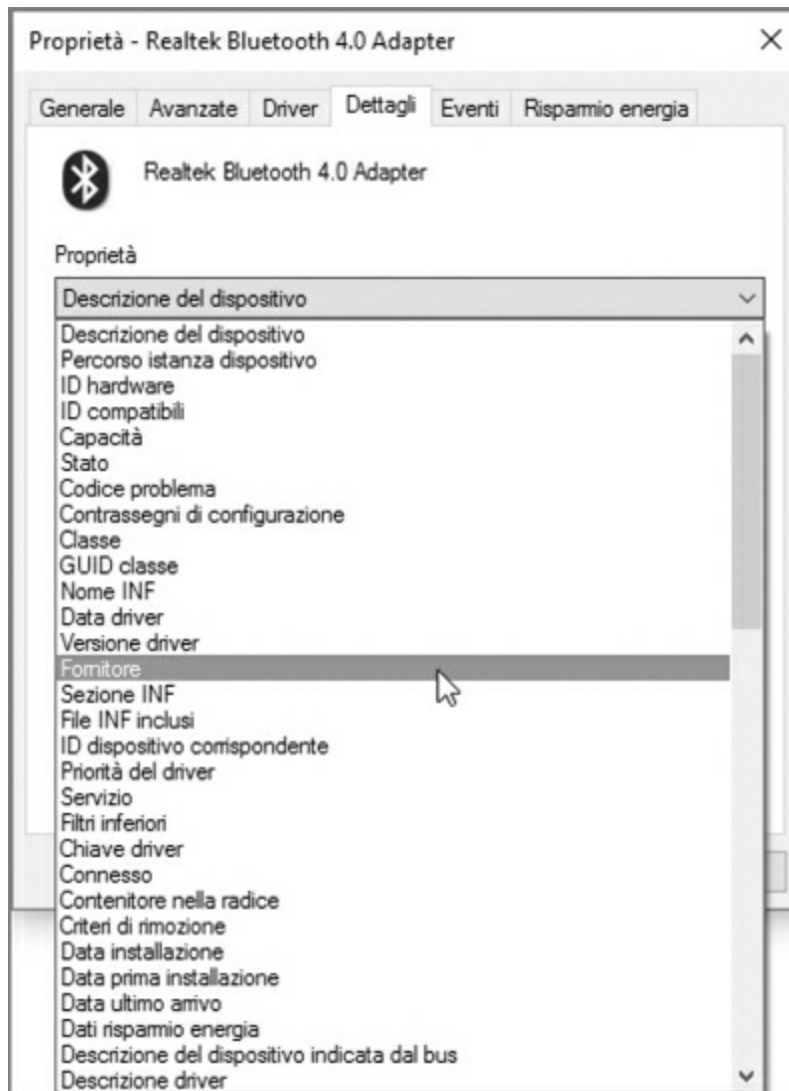 Proprietà - Realtek Bluetooth 4.0 Adapter
Generale Avanzate Driver Dettagli Eventi Risparmio energia
Realtek Bluetooth 4.0 Adapter
Proprietà
Descrizione del dispositivo
Descrizione del dispositivo
Percorso istanza dispositivo
ID hardware
ID compatibili
Capacità
Stato
Codice problema
Contrassegni di configurazione
Classe
GUID classe
Nome INF
Data driver
Versione driver
Fornitore
Sezione INF
File INF inclusi
ID dispositivo corrispondente
Priorità del driver
Servizio
Filtri inferiori
Chiave driver
Connesso
Contenitore nella radice
Criteri di rimozione
Data installazione
Data prima installazione
Data ultimo arrivo
Dati risparmio energia
Descrizione del dispositivo indicata dal bus
Descrizione driver